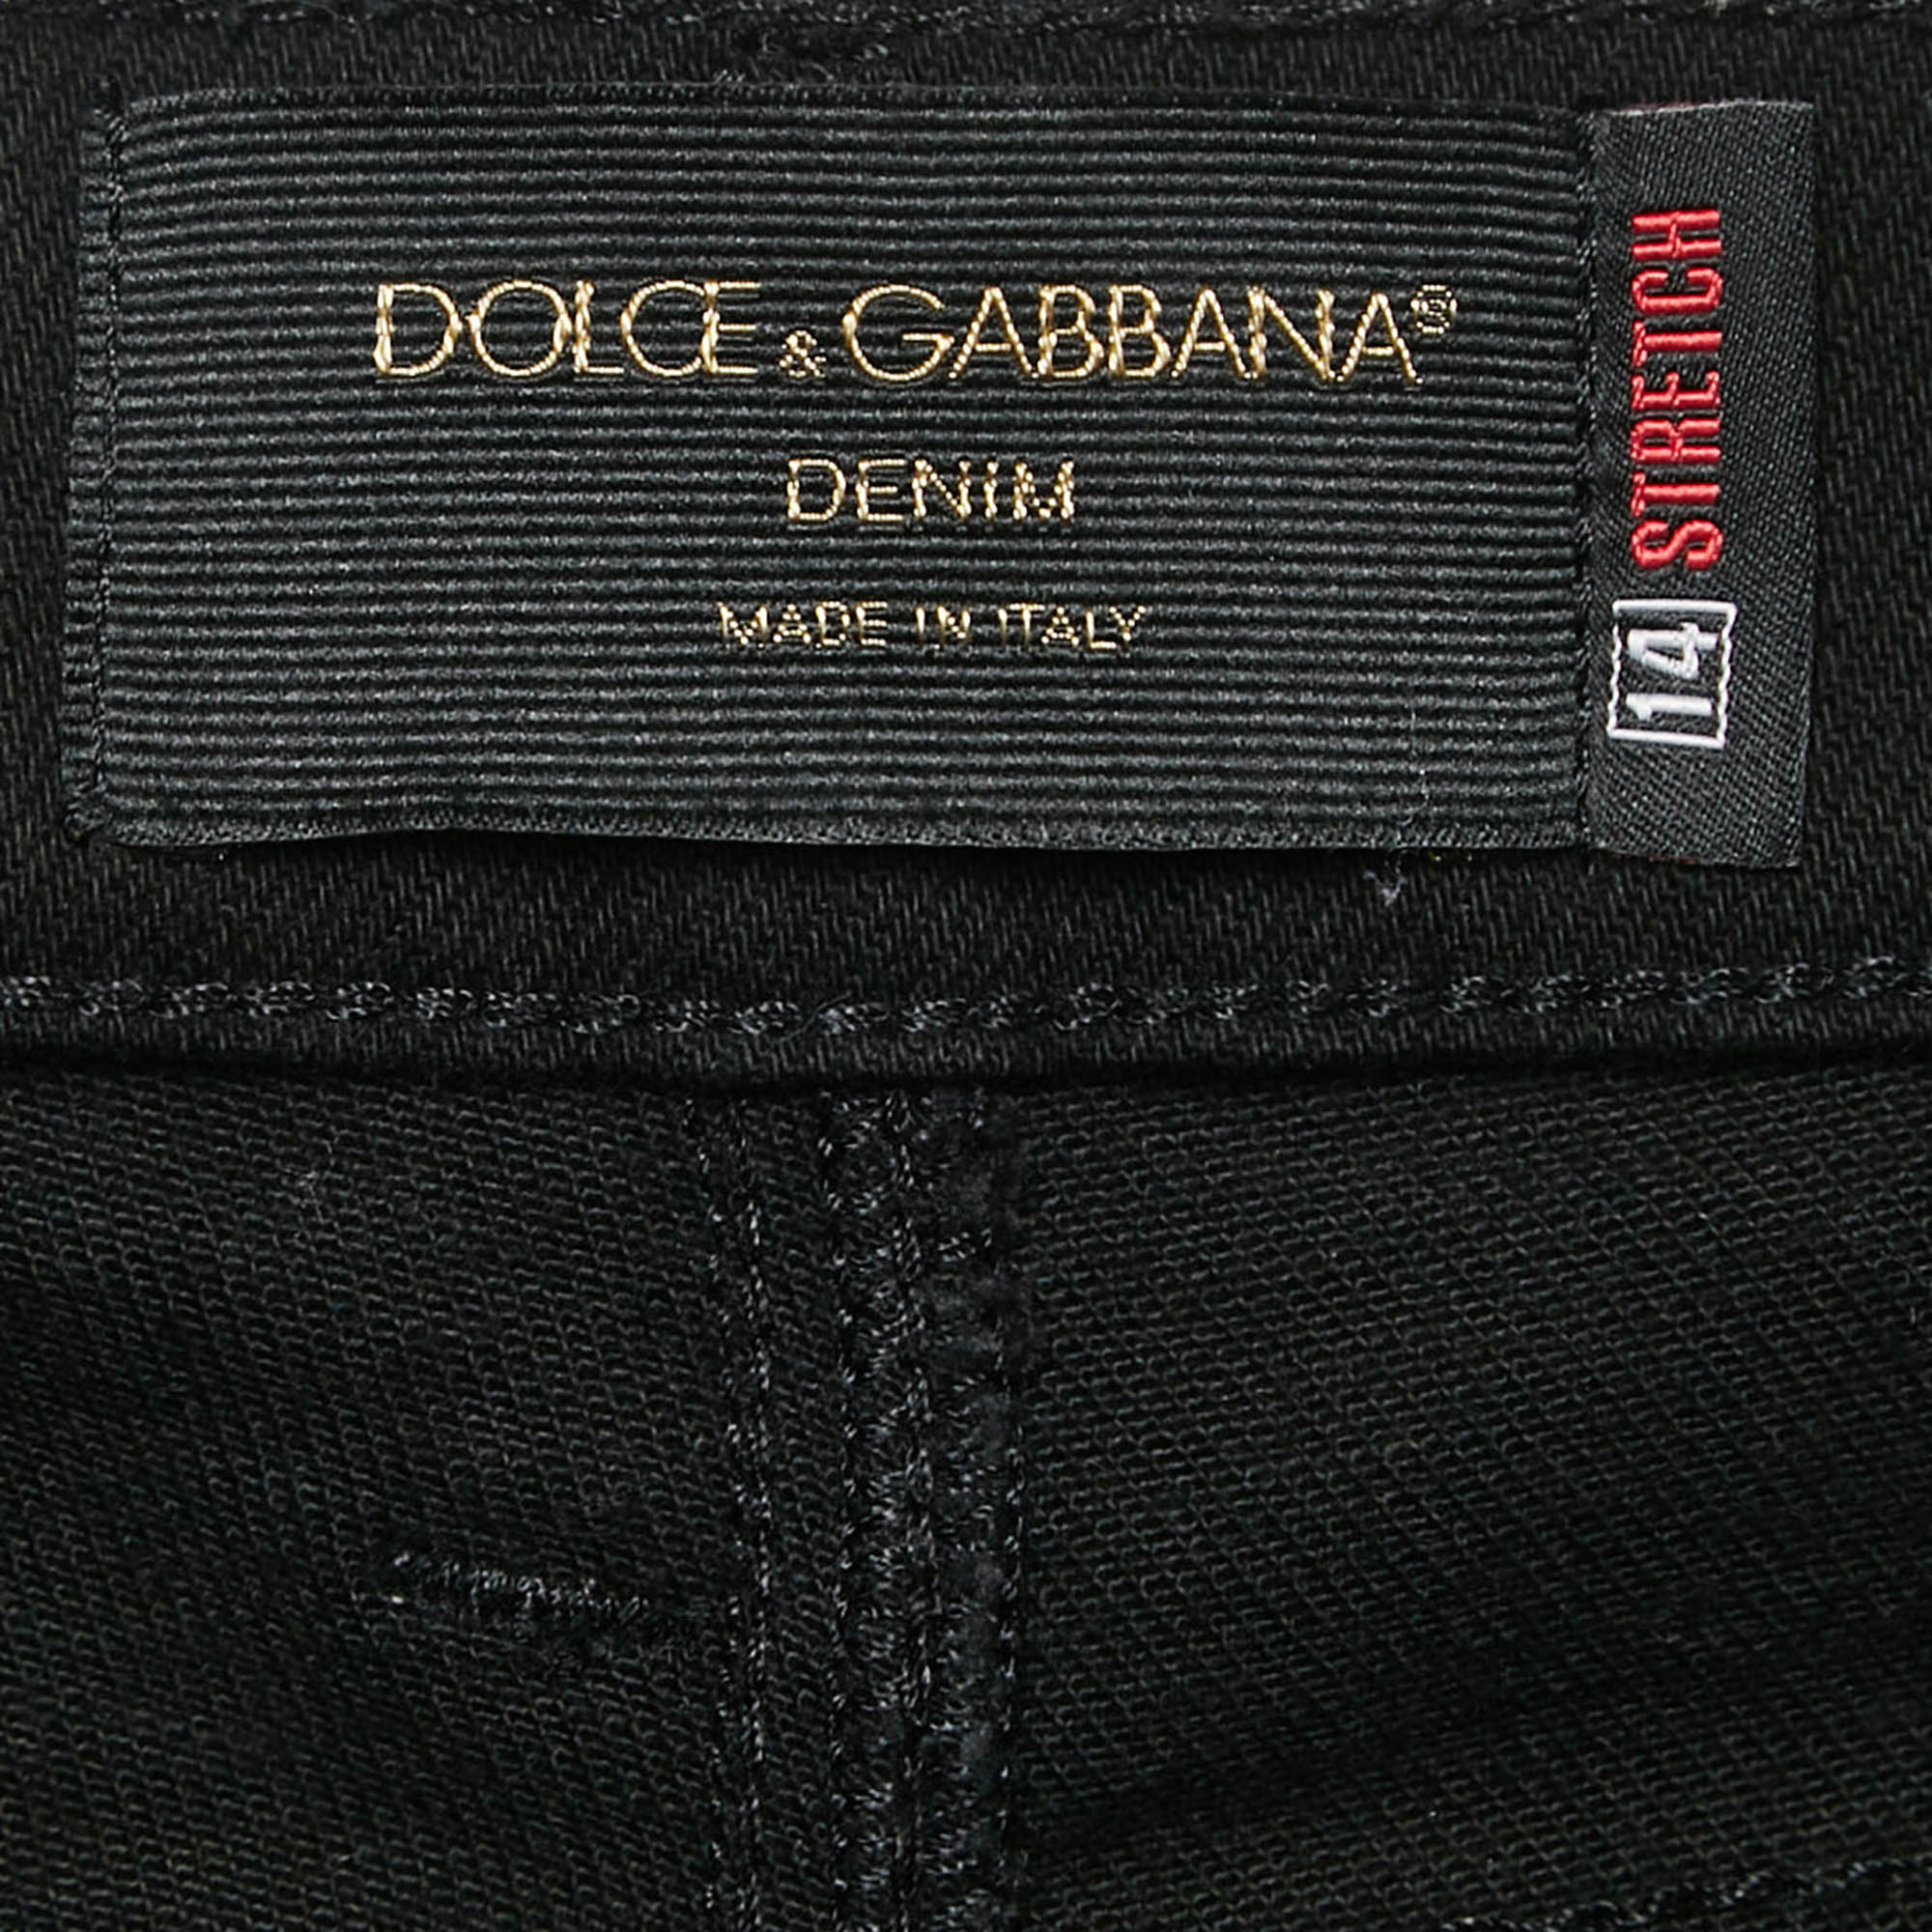 DOLCE & GABBANA®
DENIM
MADE IN ITALY
14 STRETCH